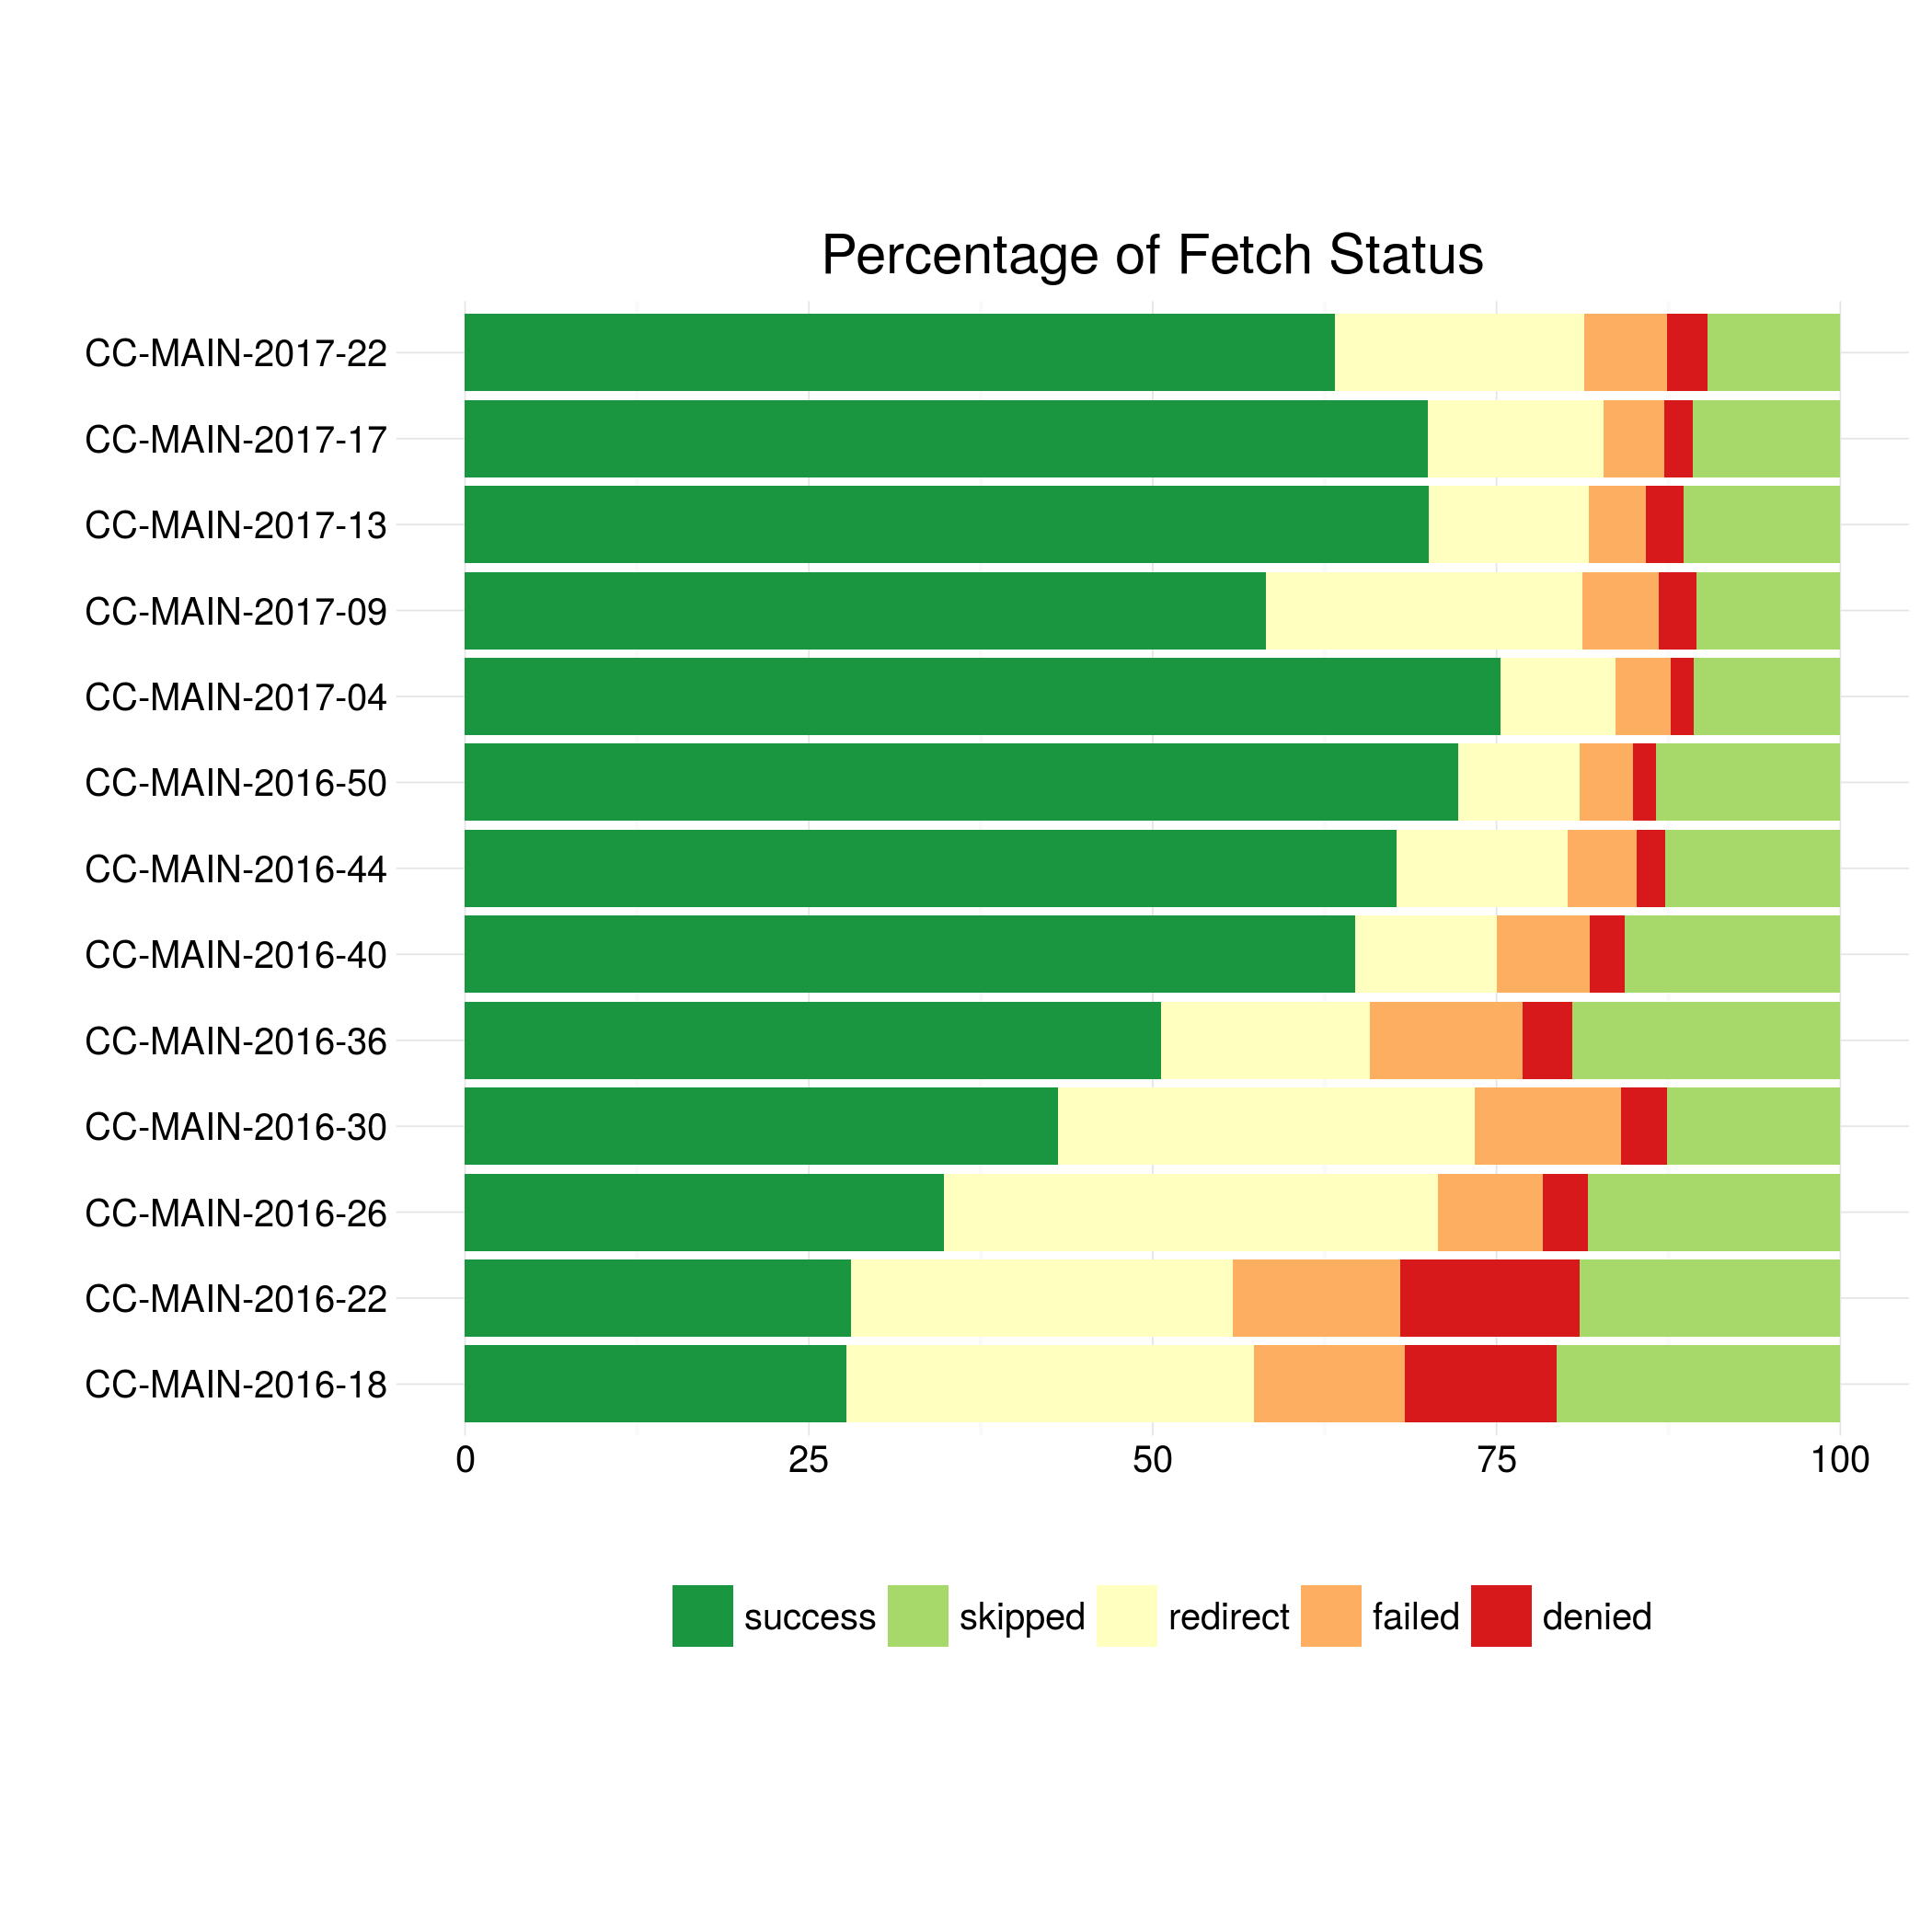 Percentage of Fetch Status
CC-MAIN-2017-22
CC-MAIN-2017-17
CC-MAIN-2017-13
CC-MAIN-2017-09
CC-MAIN-2017-04
CC-MAIN-2016-50
CC-MAIN-2016-44
CC-MAIN-2016-40
CC-MAIN-2016-36
CC-MAIN-2016-30
CC-MAIN-2016-26
CC-MAIN-2016-22
CC-MAIN-2016-18
0 25 50 75 100
success skipped redirect failed denied